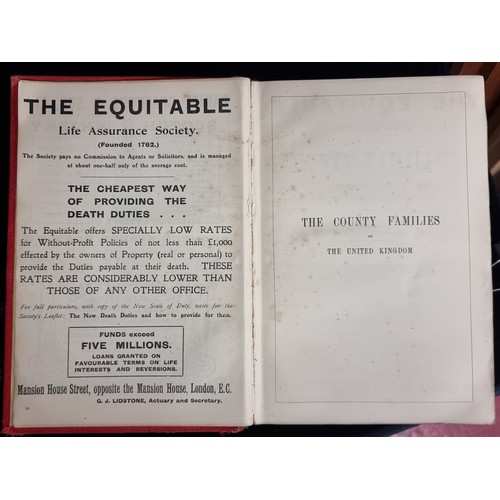 THE EQUITABLE
Life Assurance Society.
(Founded 1762.)
The Society pays no Commission to Agents or Solicitors, and is managed
at about one-half only of the average cost.
THE CHEAPEST WAY
OF PROVIDING THE
DEATH DUTIES . . .
The Equitable offers SPECIALLY LOW RATES
for Without-Profit Policies of not less than £1,000
effected by the owners of Property (real or personal) to
provide the Duties payable at their death. THESE
RATES ARE CONSIDERABLY LOWER THAN
THOSE OF ANY OTHER OFFICE.
For full particulars, with copy of the New Scale of Duty, write for the
Society's Leaflet: The New Death Duties and how to provide for them.
FUNDS exceed
FIVE MILLIONS.
LOANS GRANTED ON
FAVOURABLE TERMS ON LIFE
INTERESTS AND REVERSIONS.
Mansion House Street, opposite the Mansion House, London, E.C.
G. J. LIDSTONE, Actuary and Secretary.
THE COUNTY FAMILIES
OF
THE UNITED KINGDOM